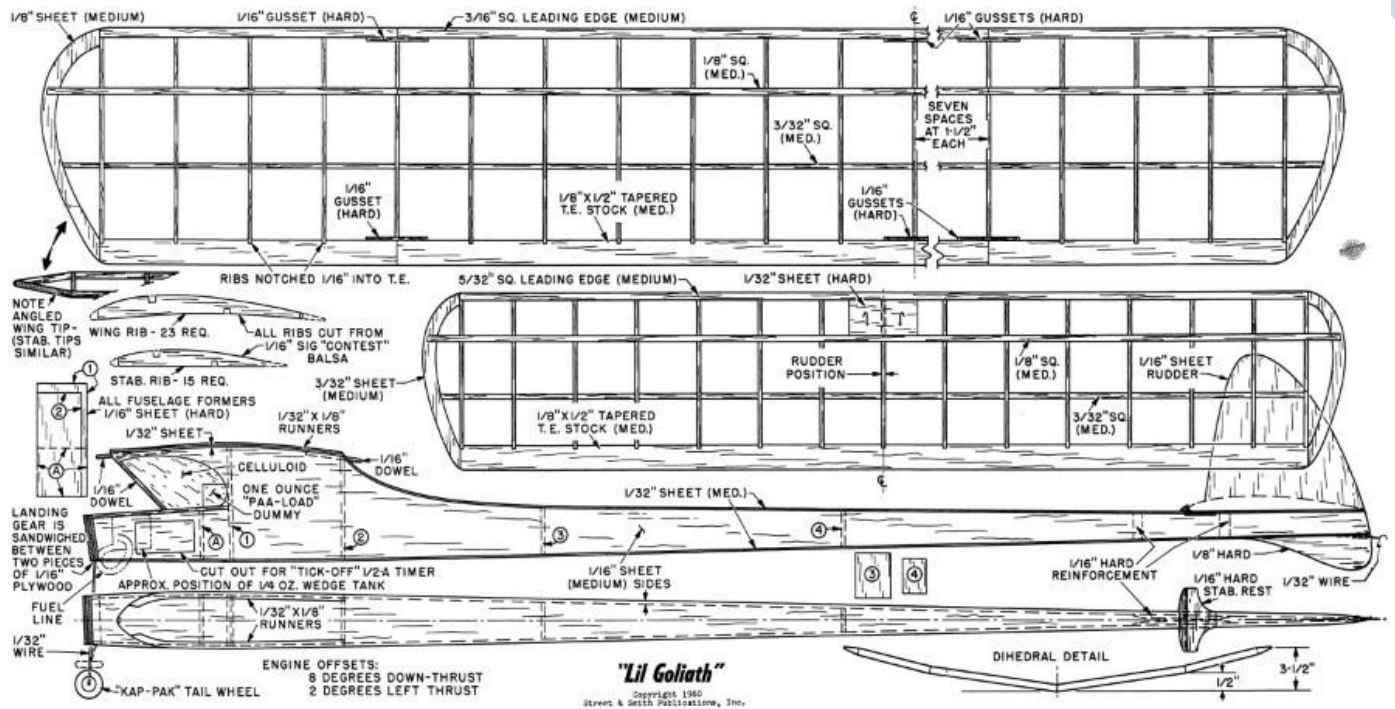 1/8" SHEET (MEDIUM)
1/16" GUSSET (HARD)
3/16" SQ. LEADING EDGE (MEDIUM)
℄
1/16" GUSSETS (HARD)
1/8" SQ.
(MED.)
SEVEN
SPACES
AT 1-1/2"
EACH
3/32" SQ.
(MED.)
1/16"
GUSSET
(HARD)
1/8"X1/2" TAPERED
T.E. STOCK (MED.)
1/16"
GUSSETS
(HARD)
RIBS NOTCHED 1/16" INTO T.E.
NOTE
ANGLED
WING TIP-
(STAB. TIPS
SIMILAR)
WING RIB - 23 REQ.
ALL RIBS CUT FROM
1/16" SIG "CONTEST"
BALSA
STAB. RIB - 15 REQ.
5/32" SQ. LEADING EDGE (MEDIUM)
1/32" SHEET (HARD)
3/32" SHEET
(MEDIUM)
RUDDER
POSITION
1/8" SQ.
(MED.)
1/16" SHEET
RUDDER
1/8"X1/2" TAPERED
T.E. STOCK (MED.)
3/32" SQ.
(MED.)
℄
1
2
A
ALL FUSELAGE FORMERS
1/16" SHEET (HARD)
1/32" SHEET
1/32" X 1/8"
RUNNERS
1/16"
DOWEL
CELLULOID
ONE OUNCE
"PAA-LOAD"
DUMMY
1/16"
DOWEL
1/32" SHEET (MED.)
LANDING
GEAR IS
SANDWICHED
BETWEEN
TWO PIECES
OF 1/16"
PLYWOOD
A
1
2
3
4
CUT OUT FOR "TICK-OFF" 1/2-A TIMER
APPROX. POSITION OF 1/4 OZ. WEDGE TANK
1/16" SHEET
(MEDIUM) SIDES
3
4
1/16" HARD
REINFORCEMENT
1/8" HARD
1/32" WIRE
1/16" HARD
STAB. REST
FUEL
LINE
1/32"X1/8"
RUNNERS
1/32"
WIRE
"KAP-PAK" TAIL WHEEL
ENGINE OFFSETS:
8 DEGREES DOWN-THRUST
2 DEGREES LEFT THRUST
"Lil Goliath"
Copyright 1960
Street & Smith Publications, Inc.
DIHEDRAL DETAIL
1/2"
3-1/2"